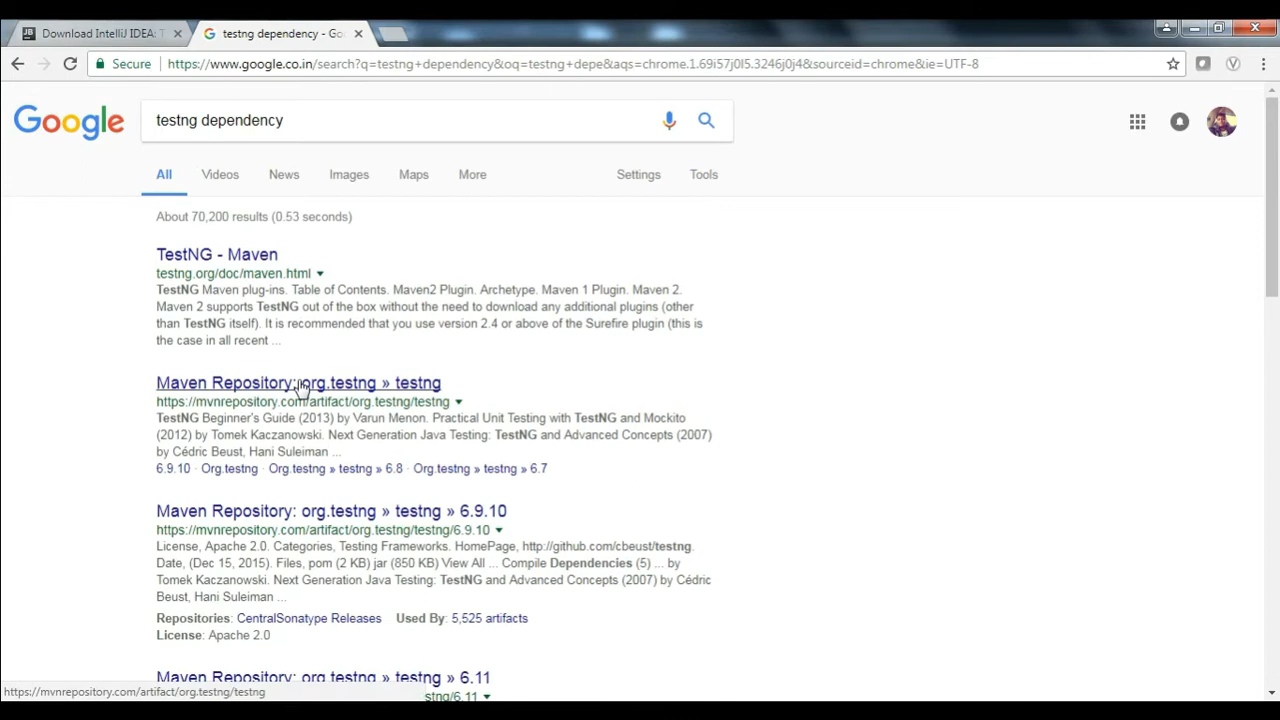 Download IntelliJ IDEA: T
testng dependency - Go
Secure
https://www.google.co.in/search?q=testng+dependency&oq=testng+depe&aqs=chrome.1.69i57j0l5.3246j0j4&sourceid=chrome&ie=UTF-8
Google
testng dependency
All Videos News Images Maps More Settings Tools
About 70,200 results (0.53 seconds)
TestNG - Maven
testng.org/doc/maven.html
TestNG Maven plug-ins. Table of Contents. Maven2 Plugin. Archetype. Maven 1 Plugin. Maven 2.
Maven 2 supports TestNG out of the box without the need to download any additional plugins (other
than TestNG itself). It is recommended that you use version 2.4 or above of the Surefire plugin (this is
the case in all recent ...
Maven Repository: org.testng » testng
https://mvnrepository.com/artifact/org.testng/testng
TestNG Beginner's Guide (2013) by Varun Menon. Practical Unit Testing with TestNG and Mockito
(2012) by Tomek Kaczanowski. Next Generation Java Testing: TestNG and Advanced Concepts (2007)
by Cédric Beust, Hani Suleiman ...
6.9.10 · Org.testng · Org.testng » testng » 6.8 · Org.testng » testng » 6.7
Maven Repository: org.testng » testng » 6.9.10
https://mvnrepository.com/artifact/org.testng/testng/6.9.10
License, Apache 2.0. Categories, Testing Frameworks. HomePage, http://github.com/cbeust/testng.
Date, (Dec 15, 2015). Files, pom (2 KB) jar (850 KB) View All ... Compile Dependencies (5) ... by
Tomek Kaczanowski. Next Generation Java Testing: TestNG and Advanced Concepts (2007) by Cédric
Beust, Hani Suleiman ...
Repositories: CentralSonatype Releases Used By: 5,525 artifacts
License: Apache 2.0
Maven Repository: org.testng » testng » 6.11
https://mvnrepository.com/artifact/org.testng/testng
stng/6.11